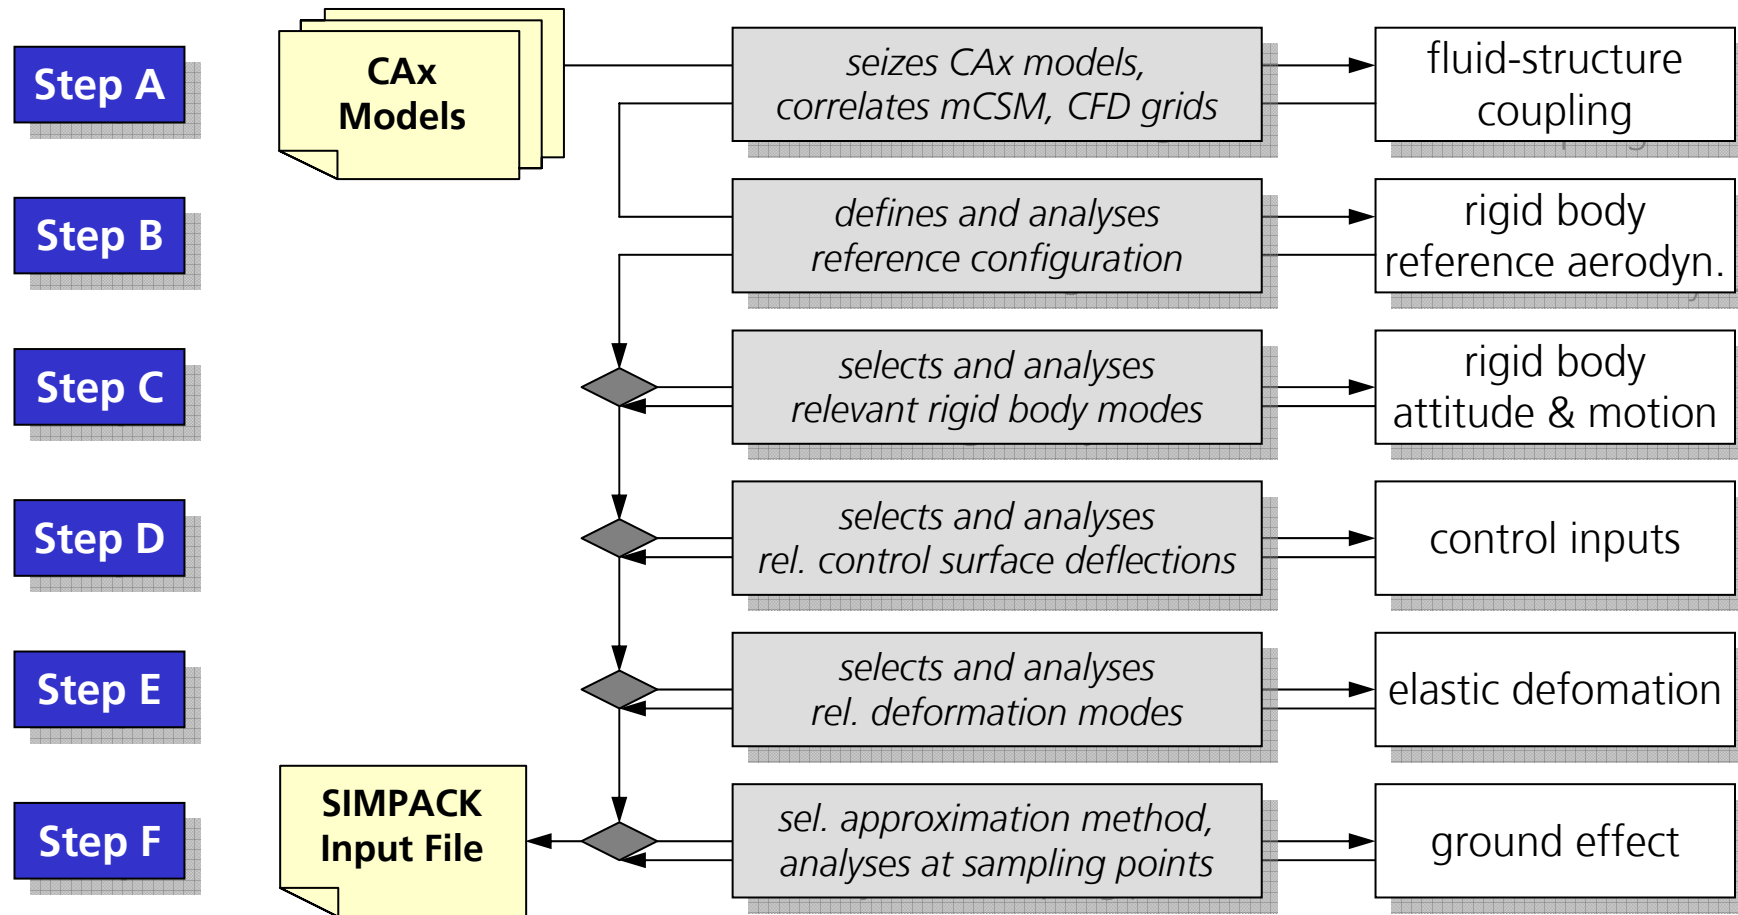 Step A
CAx
Models
seizes CAx models,
correlates mCSM, CFD grids
fluid-structure
coupling
Step B
defines and analyses
reference configuration
rigid body
reference aerodyn.
Step C
selects and analyses
relevant rigid body modes
rigid body
attitude & motion
Step D
selects and analyses
rel. control surface deflections
control inputs
Step E
selects and analyses
rel. deformation modes
elastic defomation
Step F
SIMPACK
Input File
sel. approximation method,
analyses at sampling points
ground effect